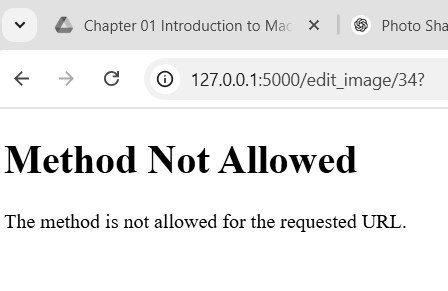 Chapter 01 Introduction to Mac
Photo Sha
127.0.0.1:5000/edit_image/34?
Method Not Allowed
The method is not allowed for the requested URL.